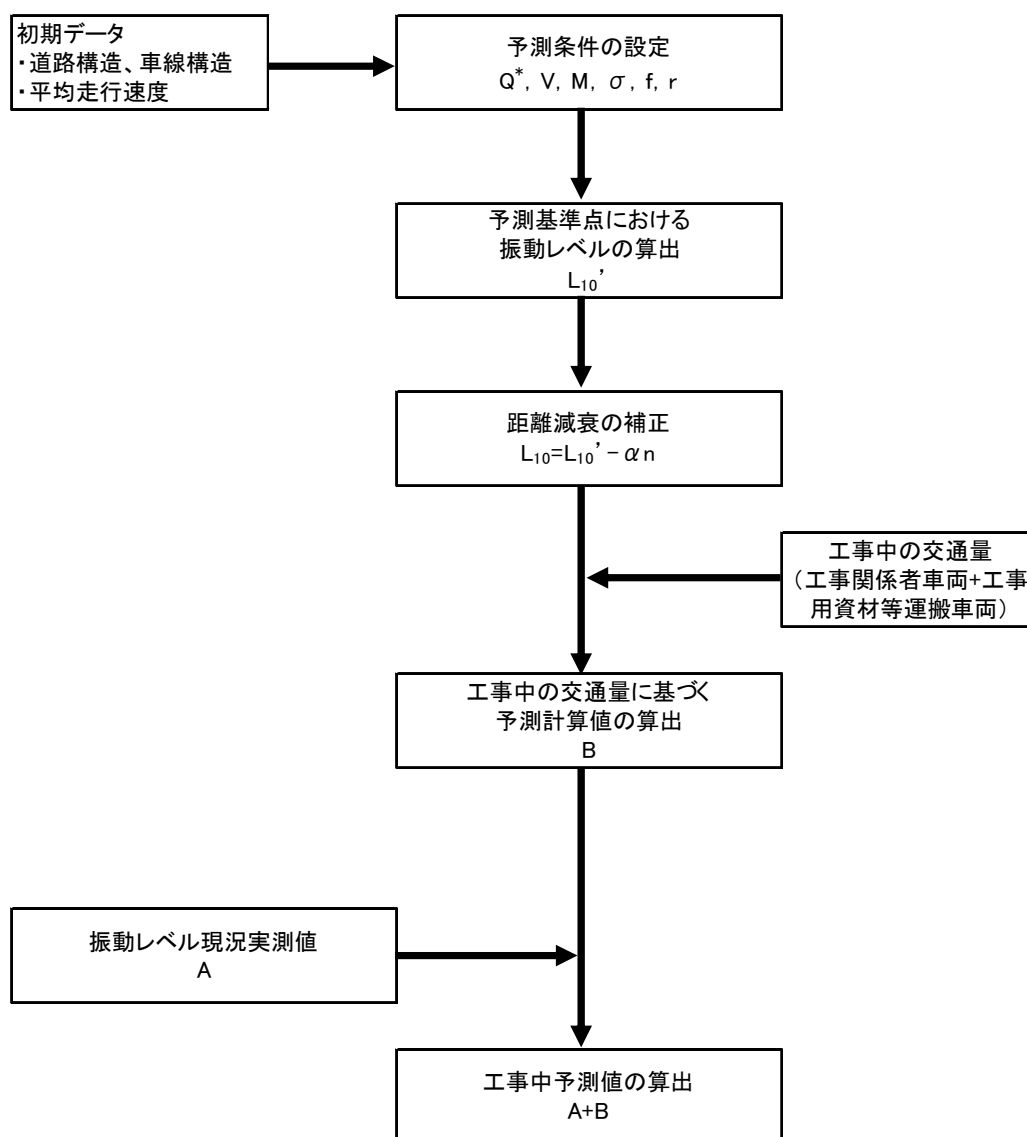 初期データ
・道路構造、車線構造
・平均走行速度
予測条件の設定
Q*, V, M, σ, f, r
予測基準点における
振動レベルの算出
L₁₀’
距離減衰の補正
L₁₀=L₁₀’－αn
工事中の交通量
（工事関係者車両+工事
用資材等運搬車両）
工事中の交通量に基づく
予測計算値の算出
B
振動レベル現況実測値
A
工事中予測値の算出
A+B